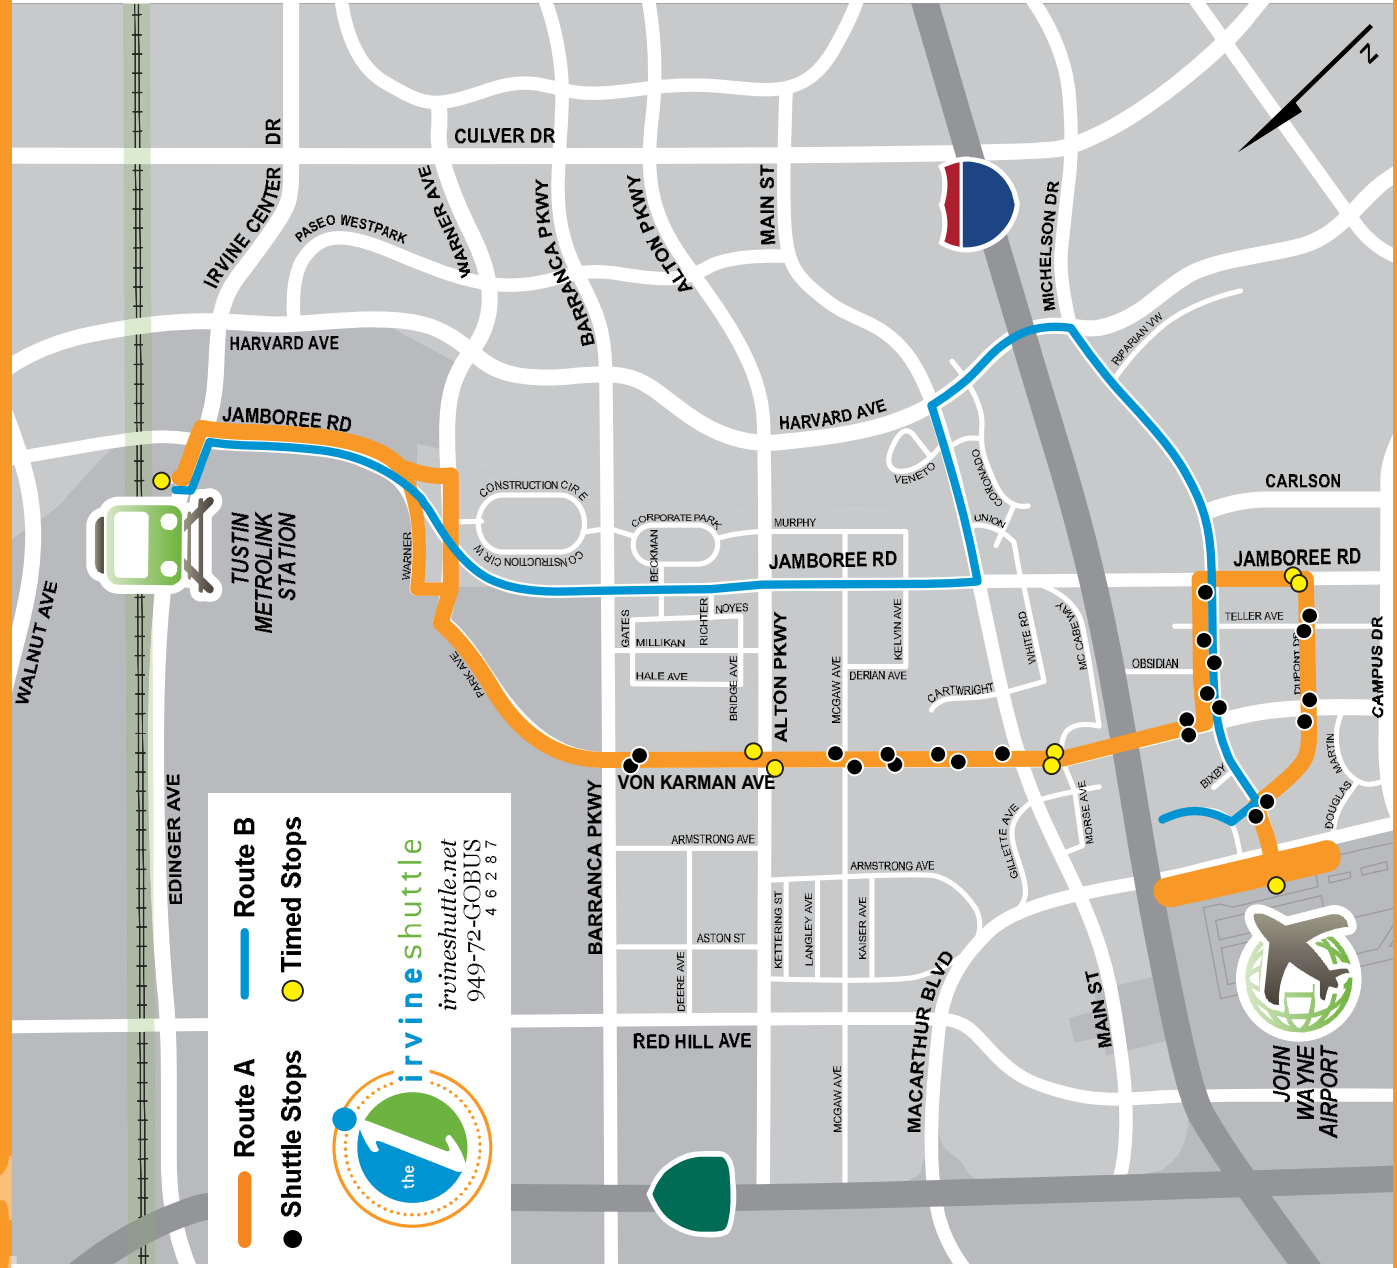 N
DR
CULVER DR
IRVINE CENTER
PASEO WESTPARK
WARNER AVE
BARRANCA PKWY
ALTON PKWY
MAIN ST
MICHELSON DR
RIPARIAN VW
HARVARD AVE
JAMBOREE RD
HARVARD AVE
VENETO
CORONADO
UNION
CARLSON
CONSTRUCTION CIR E
CONSTRUCTION CIR W
CORPORATE PARK
MURPHY
BECKMAN
JAMBOREE RD
JAMBOREE RD
WARNER
TUSTIN
METROLINK
STATION
WALNUT AVE
GATES
RICHTER
NOYES
MILLIKAN
HALE AVE
BRIDGE AVE
ALTON PKWY
MCGAW AVE
KELVIN AVE
DERIAN AVE
CARTWRIGHT
WHITE RD
MC CABE WAY
OBSIDIAN
TELLER AVE
DUPONT DR
CAMPUS DR
PARK AVE
VON KARMAN AVE
BARRANCA PKWY
EDINGER AVE
ARMSTRONG AVE
ARMSTRONG AVE
GILLETTE AVE
MORSE AVE
BIXBY
MARTIN
DOUGLAS
ASTON ST
DEERE AVE
KETTERING ST
LANGLEY AVE
KAISER AVE
MACARTHUR BLVD
MAIN ST
RED HILL AVE
MCGAW AVE
JOHN
WAYNE
AIRPORT
Route A
Route B
Shuttle Stops
Timed Stops
the
i
irvineshuttle
irvineshuttle.net
949-72-GOBUS
46287